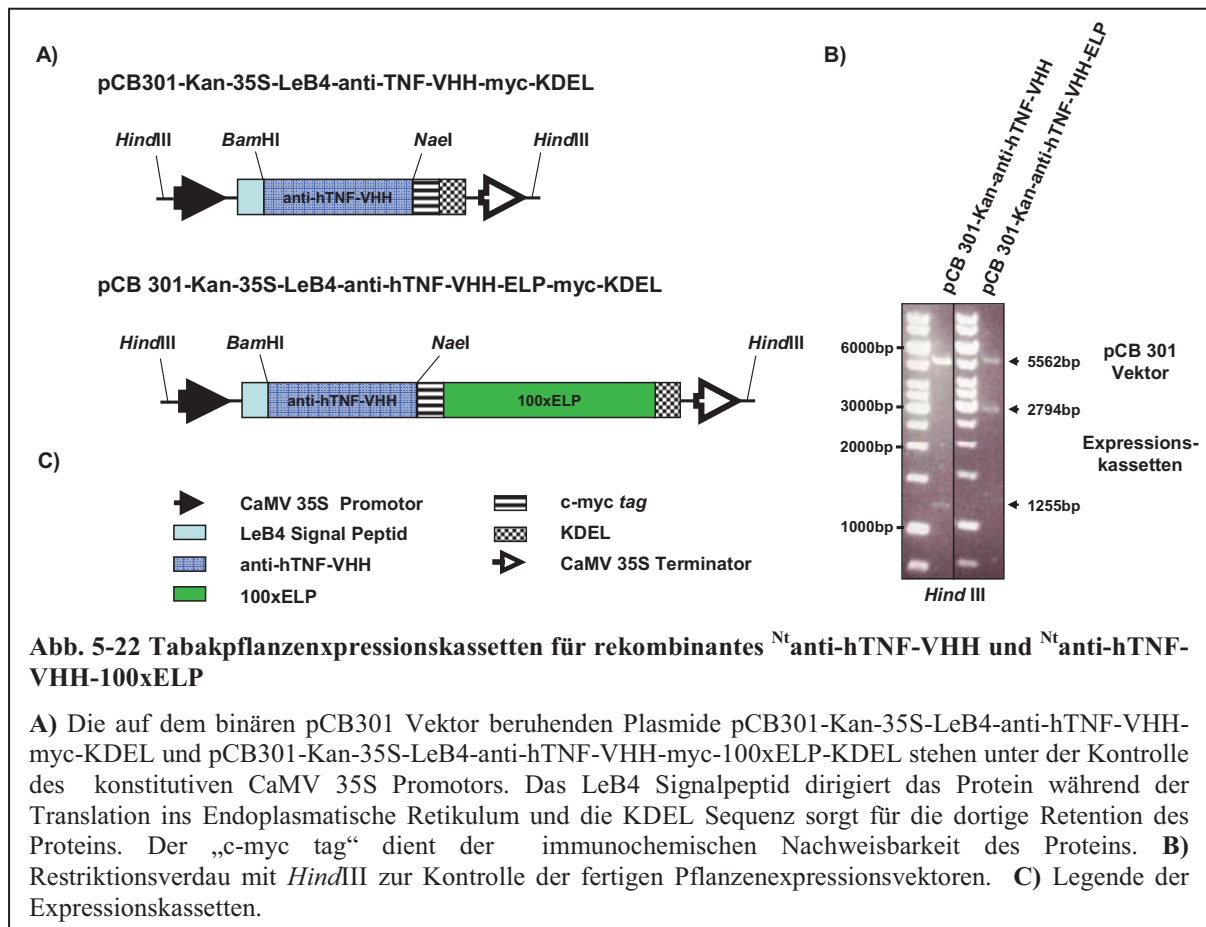 A)
pCB301-Kan-35S-LeB4-anti-TNF-VHH-myc-KDEL
HindIII
BamHI
NaeI
HindIII
anti-hTNF-VHH
pCB 301-Kan-35S-LeB4-anti-hTNF-VHH-ELP-myc-KDEL
HindIII
BamHI
NaeI
HindIII
anti-hTNF-VHH
100xELP
B)
pCB 301-Kan-anti-hTNF-VHH
pCB 301-Kan-anti-hTNF-VHH-ELP
6000bp
3000bp
2000bp
1000bp
5562bp
2794bp
1255bp
pCB 301
Vektor
Expressions-
kassetten
Hind III
C)
CaMV 35S Promotor
LeB4 Signal Peptid
anti-hTNF-VHH
100xELP
c-myc tag
KDEL
CaMV 35S Terminator
Abb. 5-22 Tabakpflanzenxpressionskassetten für rekombinantes Ntanti-hTNF-VHH und Ntanti-hTNF-
VHH-100xELP
A) Die auf dem binären pCB301 Vektor beruhenden Plasmide pCB301-Kan-35S-LeB4-anti-hTNF-VHH-
myc-KDEL und pCB301-Kan-35S-LeB4-anti-hTNF-VHH-myc-100xELP-KDEL stehen unter der Kontrolle
des konstitutiven CaMV 35S Promotors. Das LeB4 Signalpeptid dirigiert das Protein während der
Translation ins Endoplasmatische Retikulum und die KDEL Sequenz sorgt für die dortige Retention des
Proteins. Der „c-myc tag“ dient der immunochemischen Nachweisbarkeit des Proteins. B)
Restriktionsverdau mit HindIII zur Kontrolle der fertigen Pflanzenexpressionsvektoren. C) Legende der
Expressionskassetten.